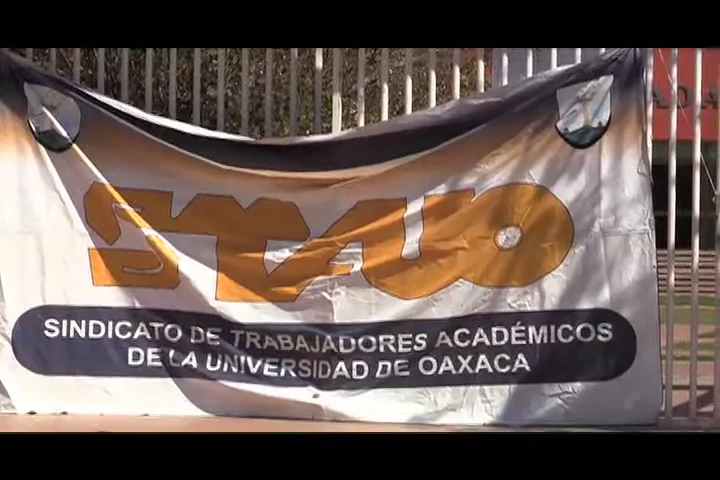 STAUO
SINDICATO DE TRABAJADORES ACADÉMICOS
DE LA UNIVERSIDAD DE OAXACA